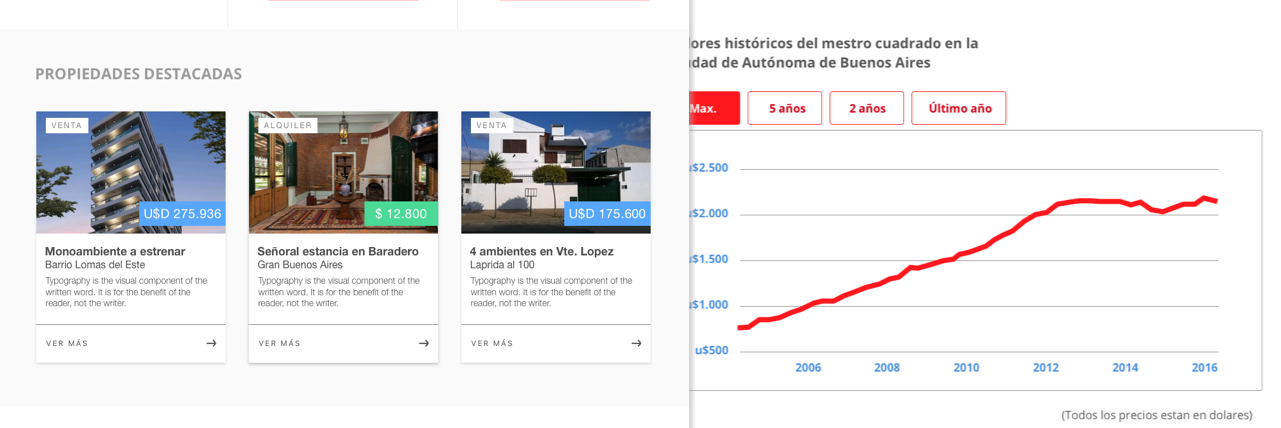 PROPIEDADES DESTACADAS
VENTA
U$D 275.936
Monoambiente a estrenar
Barrio Lomas del Este
Typography is the visual component of the
written word. It is for the benefit of the
reader, not the writer.
VER MÁS
ALQUILER
$ 12.800
Señoral estancia en Baradero
Gran Buenos Aires
Typography is the visual component of the
written word. It is for the benefit of the
reader, not the writer.
VER MÁS
VENTA
U$D 175.600
4 ambientes en Vte. Lopez
Laprida al 100
Typography is the visual component of the
written word. It is for the benefit of the
reader, not the writer.
VER MÁS
lores históricos del mestro cuadrado en la
dad de Autónoma de Buenos Aires
Max.
5 años
2 años
Último año
u$2.500
u$2.000
u$1.500
u$1.000
u$500
2006
2008
2010
2012
2014
2016
(Todos los precios estan en dolares)